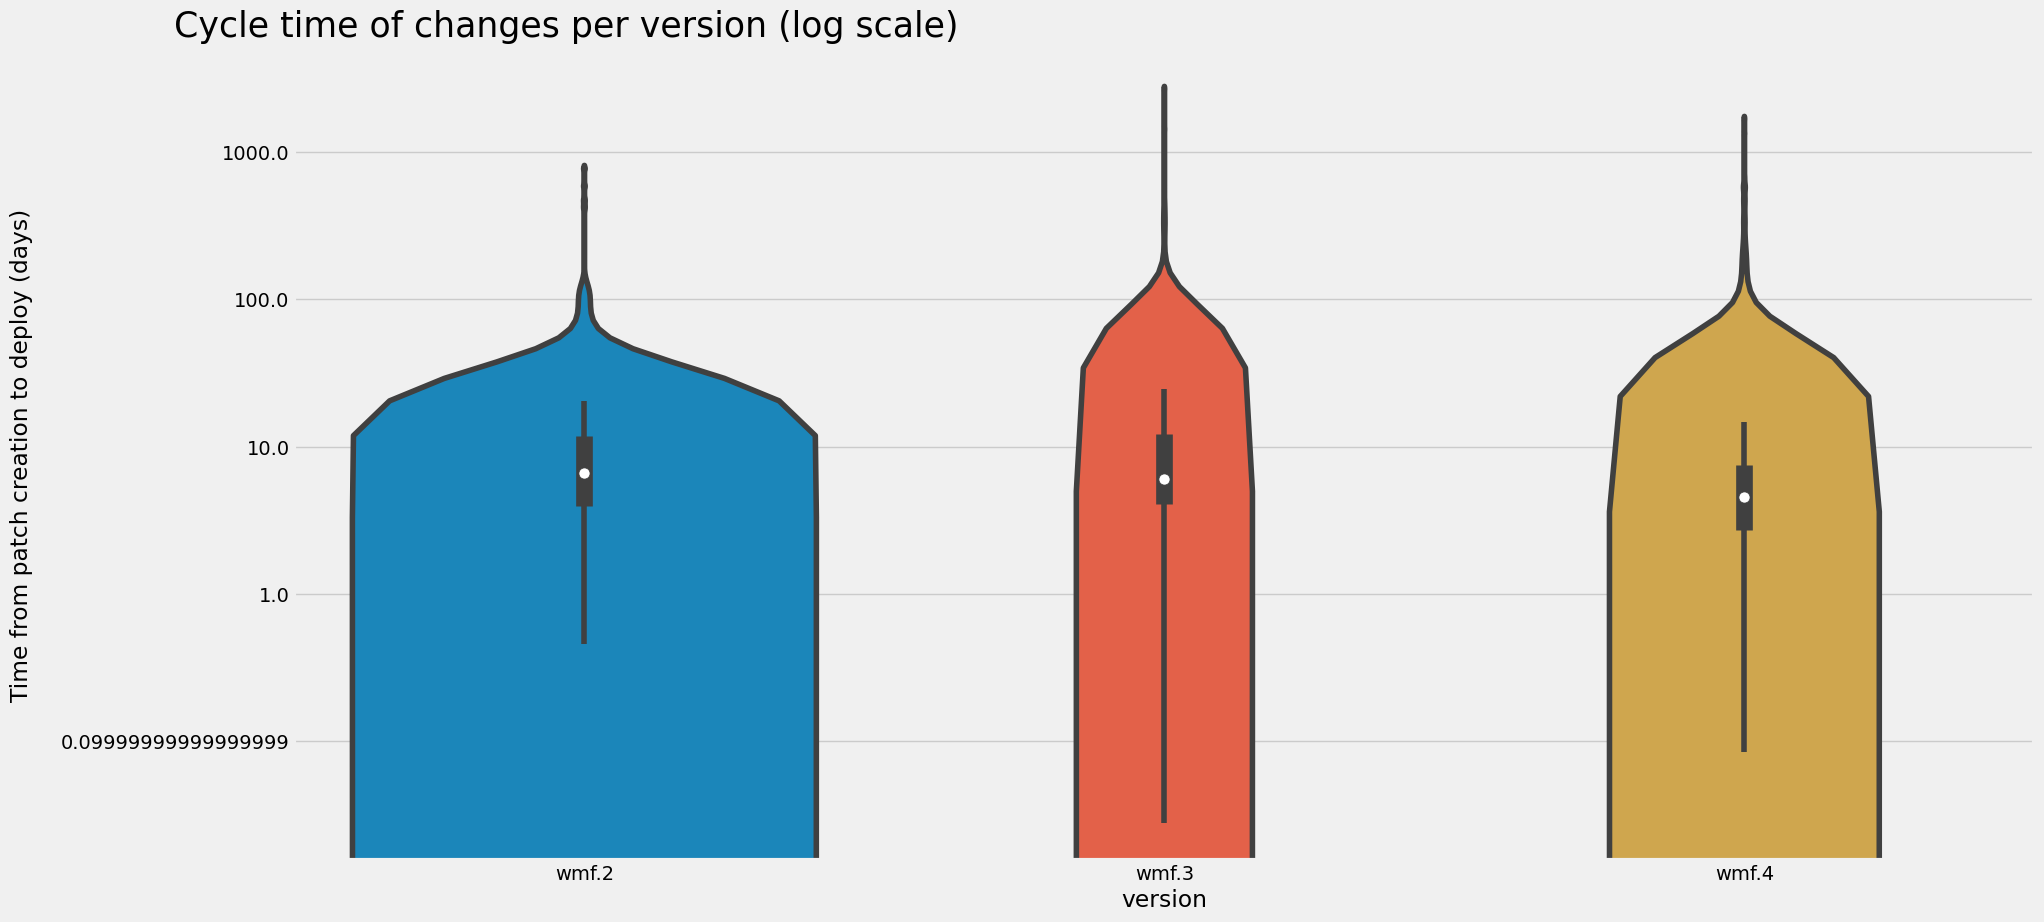 Cycle time of changes per version (log scale)
Time from patch creation to deploy (days)
1000.0
100.0
10.0
1.0
0.09999999999999999
wmf.2
wmf.3
wmf.4
version